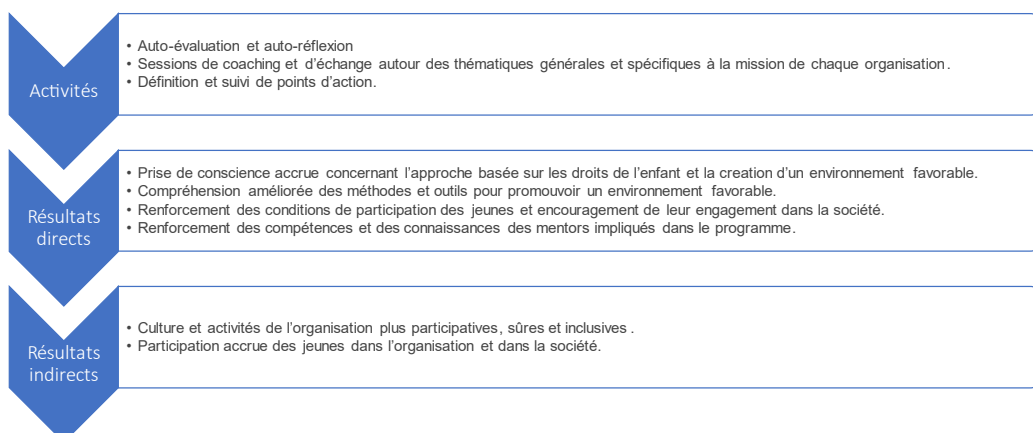 Activités
• Auto-évaluation et auto-réflexion
• Sessions de coaching et d'échange autour des thématiques générales et spécifiques à la mission de chaque organisation.
• Définition et suivi de points d'action.
Résultats
directs
• Prise de conscience accrue concernant l'approche basée sur les droits de l'enfant et la creation d'un environnement favorable.
• Compréhension améliorée des méthodes et outils pour promouvoir un environnement favorable.
• Renforcement des conditions de participation des jeunes et encouragement de leur engagement dans la société.
• Renforcement des compétences et des connaissances des mentors impliqués dans le programme.
Résultats
indirects
• Culture et activités de l'organisation plus participatives, sûres et inclusives.
• Participation accrue des jeunes dans l'organisation et dans la société.